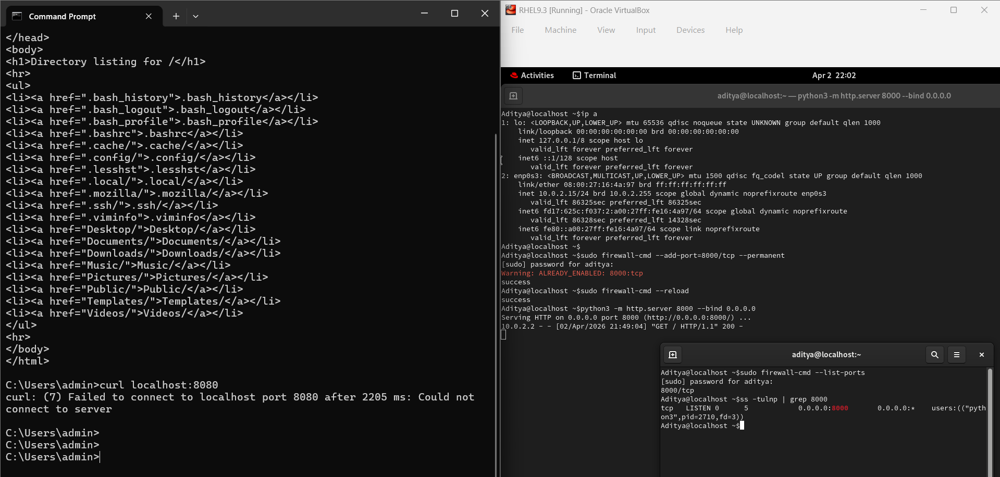 Command Prompt
</head>
<body>
<h1>Directory listing for /</h1>
<hr>
<ul>
<li><a href=".bash_history">.bash_history</a></li>
<li><a href=".bash_logout">.bash_logout</a></li>
<li><a href=".bash_profile">.bash_profile</a></li>
<li><a href=".bashrc">.bashrc</a></li>
<li><a href=".cache/">.cache/</a></li>
<li><a href=".config/">.config/</a></li>
<li><a href=".lesshst">.lesshst</a></li>
<li><a href=".local/">.local/</a></li>
<li><a href=".mozilla/">.mozilla/</a></li>
<li><a href=".ssh/">.ssh/</a></li>
<li><a href=".viminfo">.viminfo</a></li>
<li><a href="Desktop/">Desktop/</a></li>
<li><a href="Documents/">Documents/</a></li>
<li><a href="Downloads/">Downloads/</a></li>
<li><a href="Music/">Music/</a></li>
<li><a href="Pictures/">Pictures/</a></li>
<li><a href="Public/">Public/</a></li>
<li><a href="Templates/">Templates/</a></li>
<li><a href="Videos/">Videos/</a></li>
</ul>
<hr>
</body>
</html>
C:\Users\admin>curl localhost:8080
curl: (7) Failed to connect to localhost port 8080 after 2205 ms: Could not
connect to server
C:\Users\admin>
C:\Users\admin>
C:\Users\admin>
RHEL9.3 [Running] - Oracle VirtualBox
File Machine View Input Devices Help
Activities Terminal Apr 2 22:02
aditya@localhost:~ — python3 -m http.server 8000 --bind 0.0.0.0
Aditya@localhost ~$ip a
1: lo: <LOOPBACK,UP,LOWER_UP> mtu 65536 qdisc noqueue state UNKNOWN group default qlen 1000
link/loopback 00:00:00:00:00:00 brd 00:00:00:00:00:00
inet 127.0.0.1/8 scope host lo
valid_lft forever preferred_lft forever
inet6 ::1/128 scope host
valid_lft forever preferred_lft forever
2: enp0s3: <BROADCAST,MULTICAST,UP,LOWER_UP> mtu 1500 qdisc fq_codel state UP group default qlen 1000
link/ether 08:00:27:16:4a:97 brd ff:ff:ff:ff:ff:ff
inet 10.0.2.15/24 brd 10.0.2.255 scope global dynamic noprefixroute enp0s3
valid_lft 86325sec preferred_lft 86325sec
inet6 fd17:625c:f037:2:a00:27ff:fe16:4a97/64 scope global dynamic noprefixroute
valid_lft 86328sec preferred_lft 14328sec
inet6 fe80::a00:27ff:fe16:4a97/64 scope link noprefixroute
valid_lft forever preferred_lft forever
Aditya@localhost ~$
Aditya@localhost ~$sudo firewall-cmd --add-port=8000/tcp --permanent
[sudo] password for aditya:
Warning: ALREADY_ENABLED: 8000:tcp
success
Aditya@localhost ~$sudo firewall-cmd --reload
success
Aditya@localhost ~$python3 -m http.server 8000 --bind 0.0.0.0
Serving HTTP on 0.0.0.0 port 8000 (http://0.0.0.0:8000/) ...
10.0.2.2 - - [02/Apr/2026 21:49:04] "GET / HTTP/1.1" 200 -
aditya@localhost:~
Aditya@localhost ~$sudo firewall-cmd --list-ports
[sudo] password for aditya:
8000/tcp
Aditya@localhost ~$ss -tulnp | grep 8000
tcp LISTEN 0 5 0.0.0.0:8000 0.0.0.0:* users:(("pyth
on3",pid=2710,fd=3))
Aditya@localhost ~$